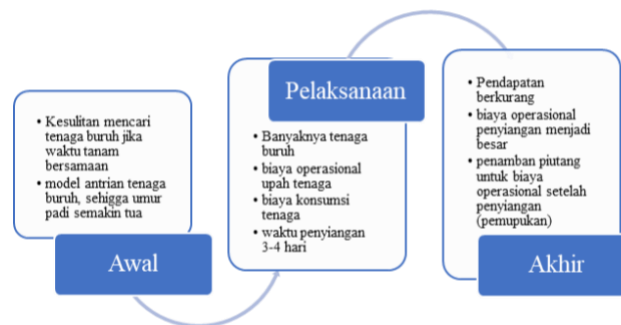 • Kesulitan mencari
tenaga buruh jika
waktu tanam
bersamaan
• model antrian tenaga
buruh, sehigga umur
padi semakin tua
Awal
Pelaksanaan
• Banyaknya tenaga
buruh
• biaya operasional
upah tenaga
• biaya konsumsi
tenaga
• waktu penyiangan
3-4 hari
• Pendapatan
berkurang
• biaya operasional
penyiangan menjadi
besar
• penamban piutang
untuk biaya
operasional setelah
penyiangan
(pemupukan)
Akhir